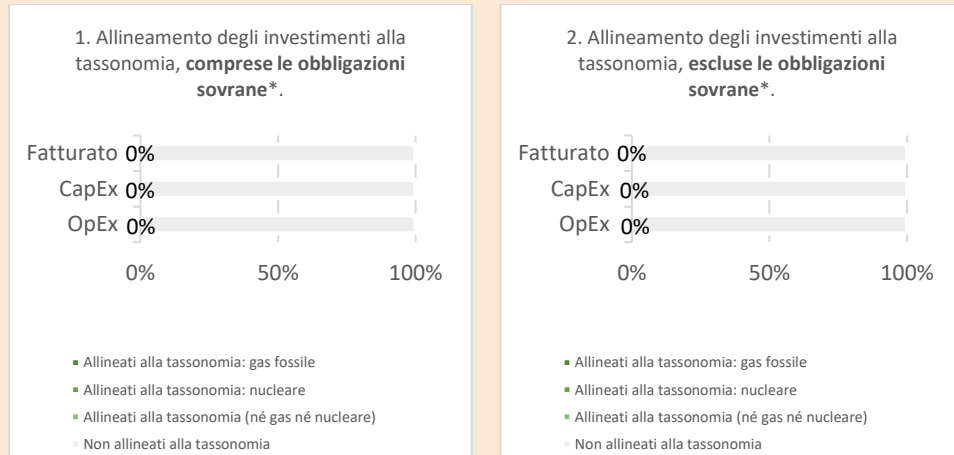 1. Allineamento degli investimenti alla
tassonomia, comprese le obbligazioni
sovrane*.
Fatturato 0%
CapEx 0%
OpEx 0%
0% 50% 100%
Allineati alla tassonomia: gas fossile
Allineati alla tassonomia: nucleare
Allineati alla tassonomia (né gas né nucleare)
Non allineati alla tassonomia
2. Allineamento degli investimenti alla
tassonomia, escluse le obbligazioni
sovrane*.
Fatturato 0%
CapEx 0%
OpEx 0%
0% 50% 100%
Allineati alla tassonomia: gas fossile
Allineati alla tassonomia: nucleare
Allineati alla tassonomia (né gas né nucleare)
Non allineati alla tassonomia